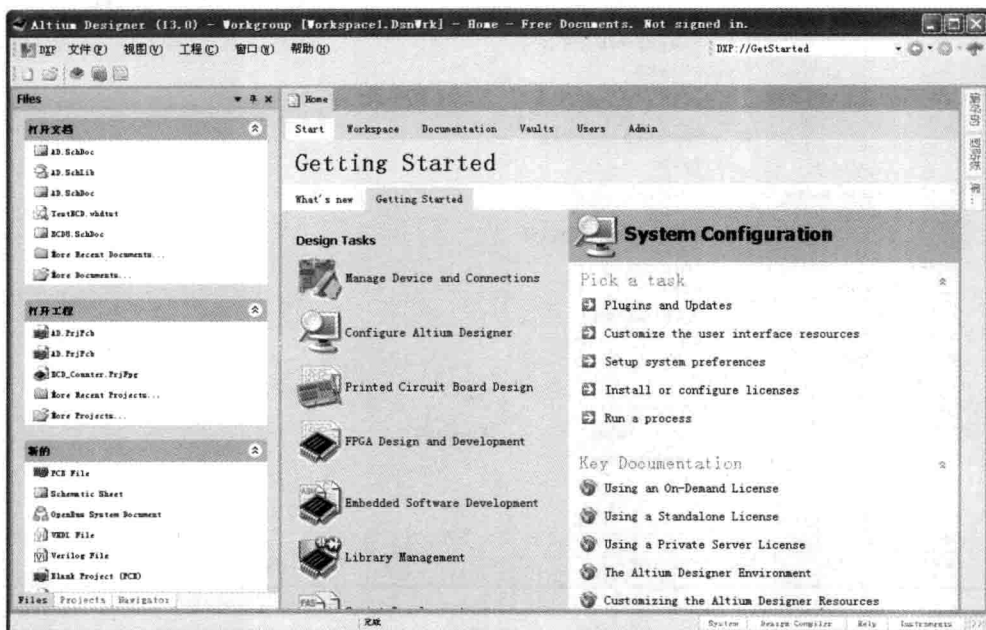 Altium Designer (13.0) - Workgroup [Workspace1.DsnWrk] - Home - Free Documents. Not signed in.
DXP 文件(F) 视图(V) 工程(C) 窗口(W) 帮助(H)
DXP://GetStarted
Files
打开文档
AD.SchDoc
AD.SchLib
AD.SchDoc
TestBCD.vhdtst
BCD8.SchDoc
More Recent Documents...
More Documents...
打开工程
AD.PrjPcb
AD.PrjPcb
BCD_Counter.PrjFpg
More Recent Projects...
More Projects...
新的
PCB File
Schematic Sheet
OpenBus System Document
VHDL File
Verilog File
Blank Project (PCB)
Files Projects Navigator
Home
Start Workspace Documentation Vaults Users Admin
Getting Started
What's new Getting Started
Design Tasks
Manage Device and Connections
Configure Altium Designer
Printed Circuit Board Design
FPGA Design and Development
Embedded Software Development
Library Management
System Configuration
Pick a task
Plugins and Updates
Customize the user interface resources
Setup system preferences
Install or configure licenses
Run a process
Key Documentation
Using an On-Demand License
Using a Standalone License
Using a Private Server License
The Altium Designer Environment
Customizing the Altium Designer Resources
完成
System Design Compiler Help Instruments